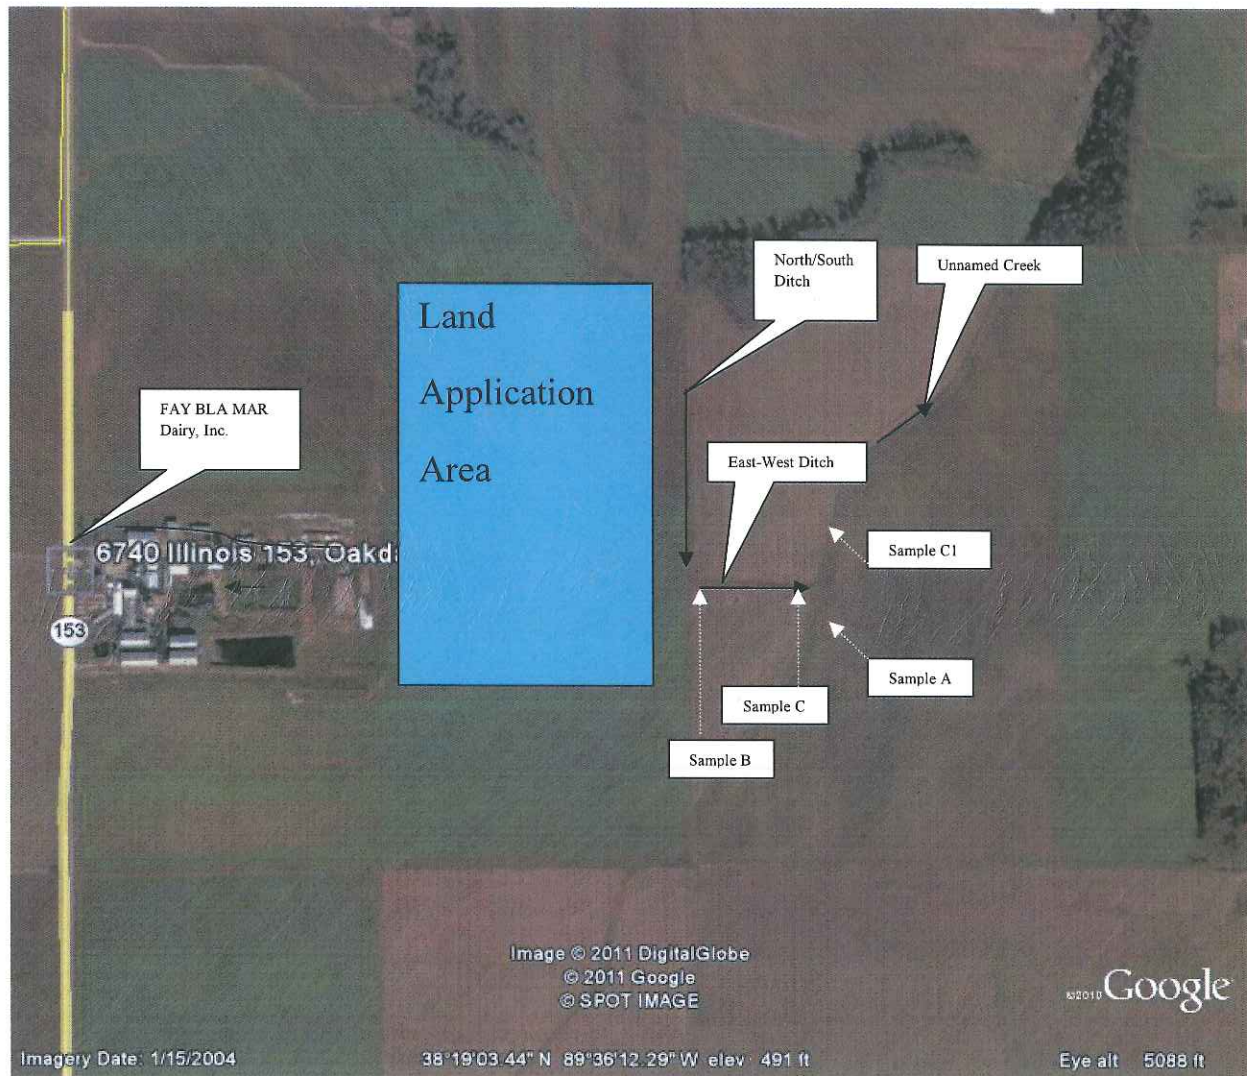 North/South
Ditch
Unnamed Creek
Land
Application
Area
FAY BLA MAR
Dairy, Inc.
East-West Ditch
6740 Illinois 153, Oakda
Sample C1
153
Sample A
Sample C
Sample B
Image © 2011 DigitalGlobe
© 2011 Google
© SPOT IMAGE
©2010 Google
Imagery Date: 1/15/2004
38°19'03.44" N 89°36'12.29" W elev 491 ft
Eye alt 5088 ft